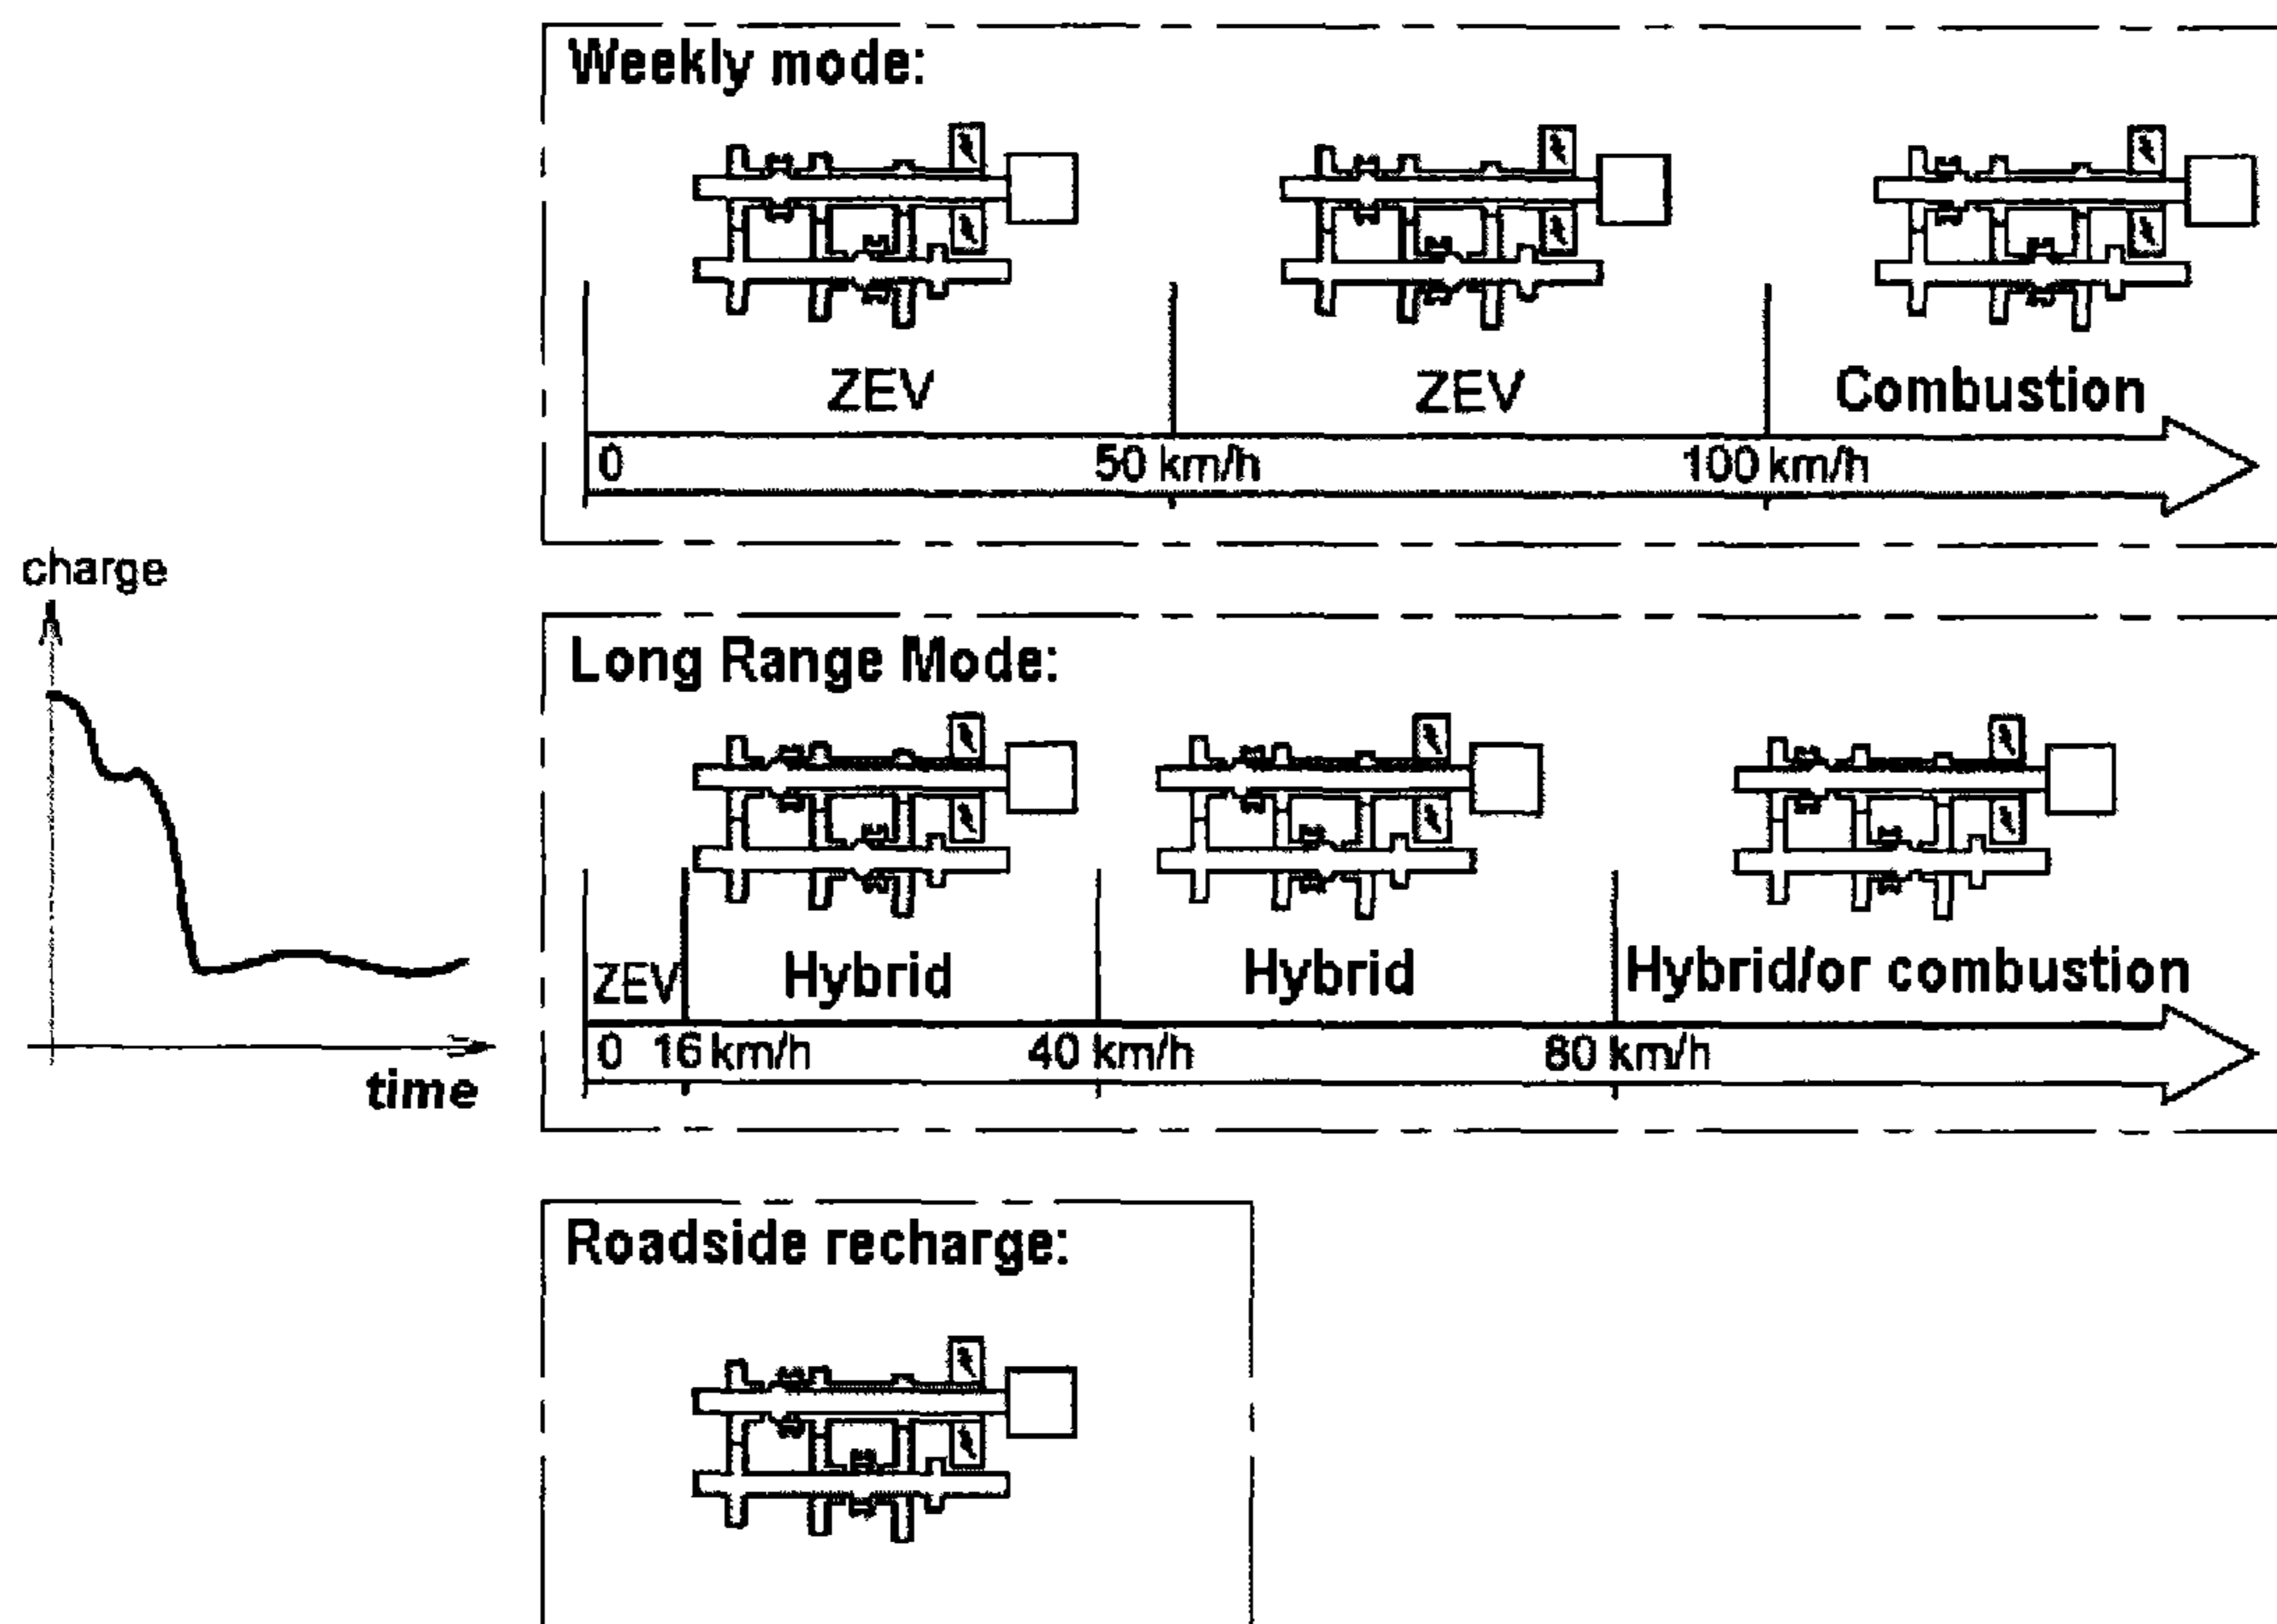 Weekly mode:
ZEV
ZEV
Combustion
0
50 km/h
100 km/h
charge
time
Long Range Mode:
ZEV
Hybrid
Hybrid
Hybrid/or combustion
0
16 km/h
40 km/h
80 km/h
Roadside recharge: